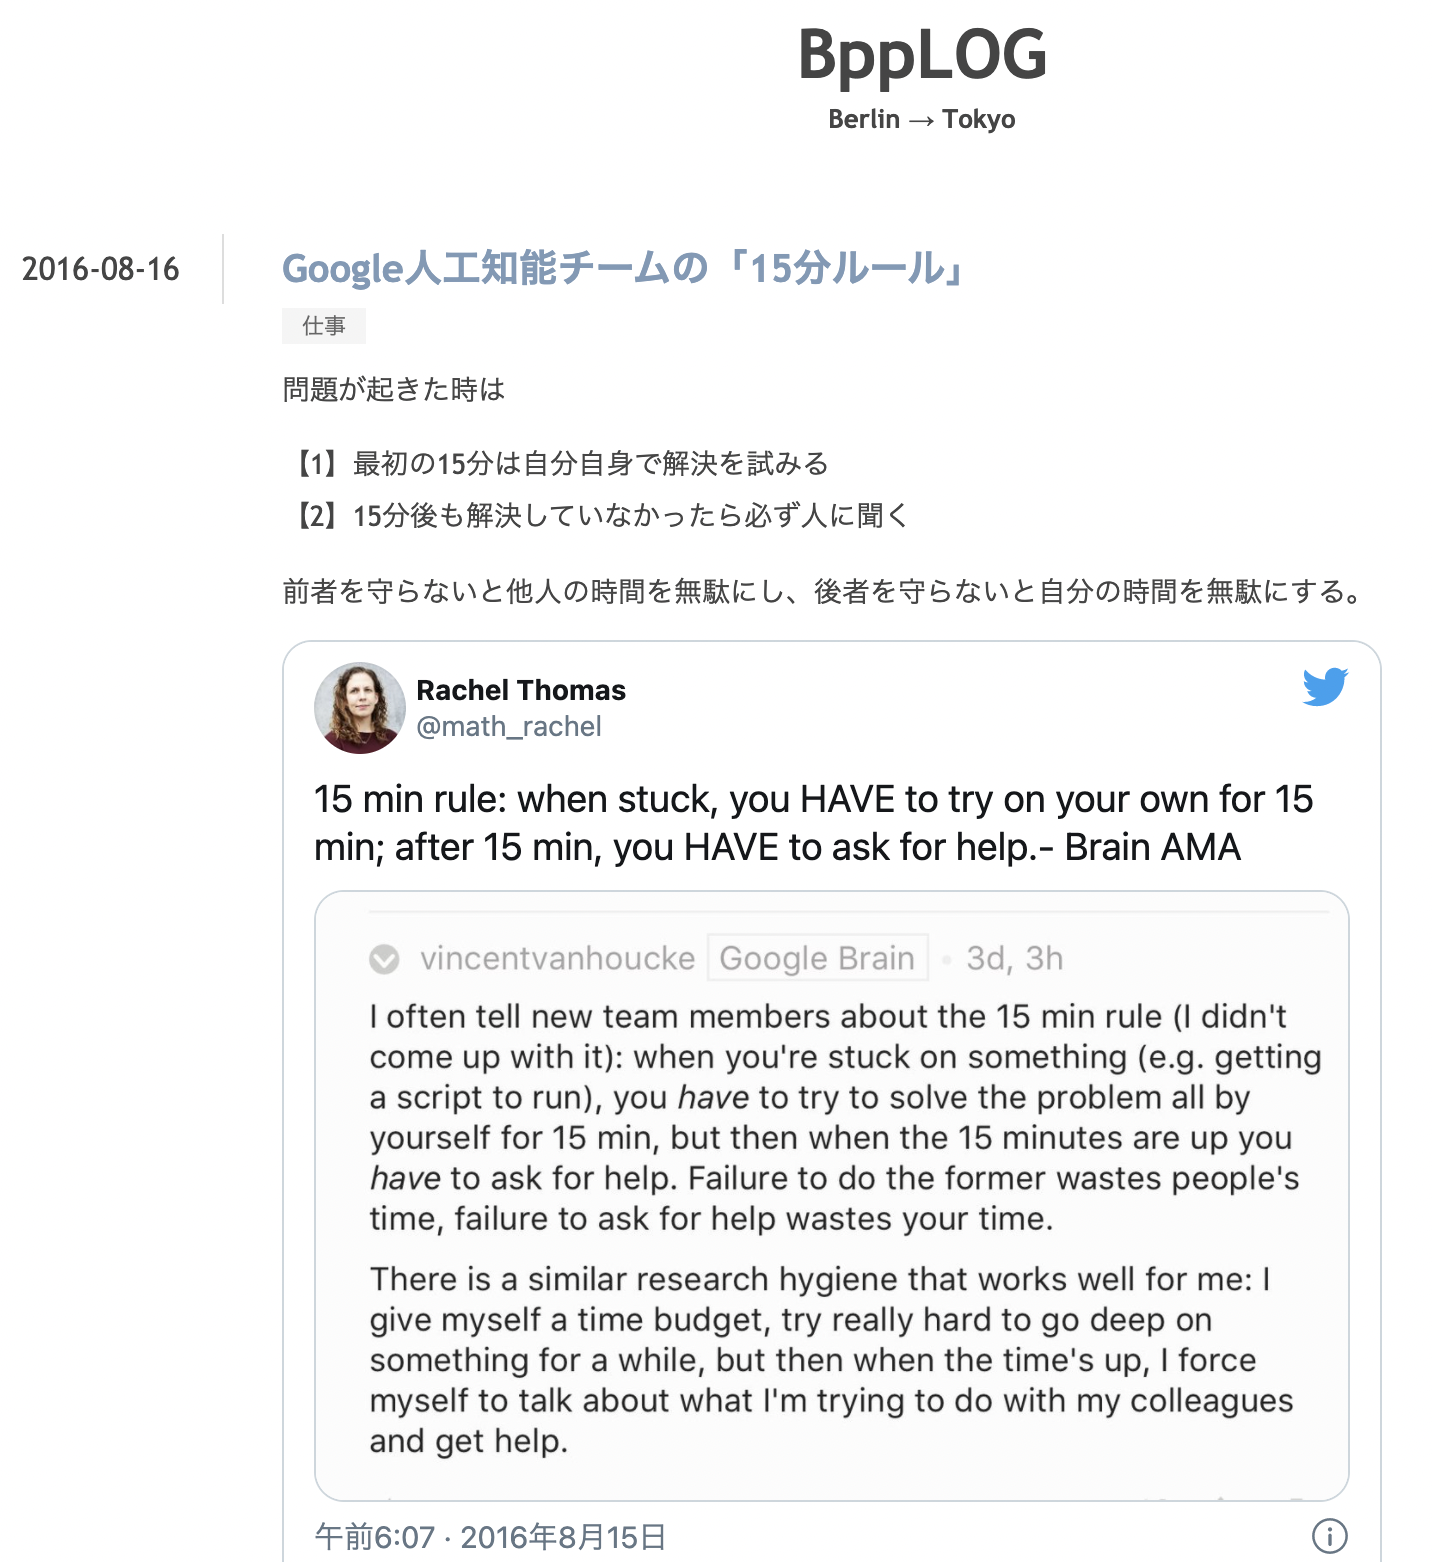 BppLOG
Berlin → Tokyo
2016-08-16
Google人工知能チームの「15分ルール」
仕事
問題が起きた時は
【1】最初の15分は自分自身で解決を試みる
【2】15分後も解決していなかったら必ず人に聞く
前者を守らないと他人の時間を無駄にし、後者を守らないと自分の時間を無駄にする。
Rachel Thomas
@math_rachel
15 min rule: when stuck, you HAVE to try on your own for 15
min; after 15 min, you HAVE to ask for help.- Brain AMA
vincentvanhoucke Google Brain • 3d, 3h
I often tell new team members about the 15 min rule (I didn't
come up with it): when you're stuck on something (e.g. getting
a script to run), you have to try to solve the problem all by
yourself for 15 min, but then when the 15 minutes are up you
have to ask for help. Failure to do the former wastes people's
time, failure to ask for help wastes your time.
There is a similar research hygiene that works well for me: I
give myself a time budget, try really hard to go deep on
something for a while, but then when the time's up, I force
myself to talk about what I'm trying to do with my colleagues
and get help.
午前6:07 · 2016年8月15日